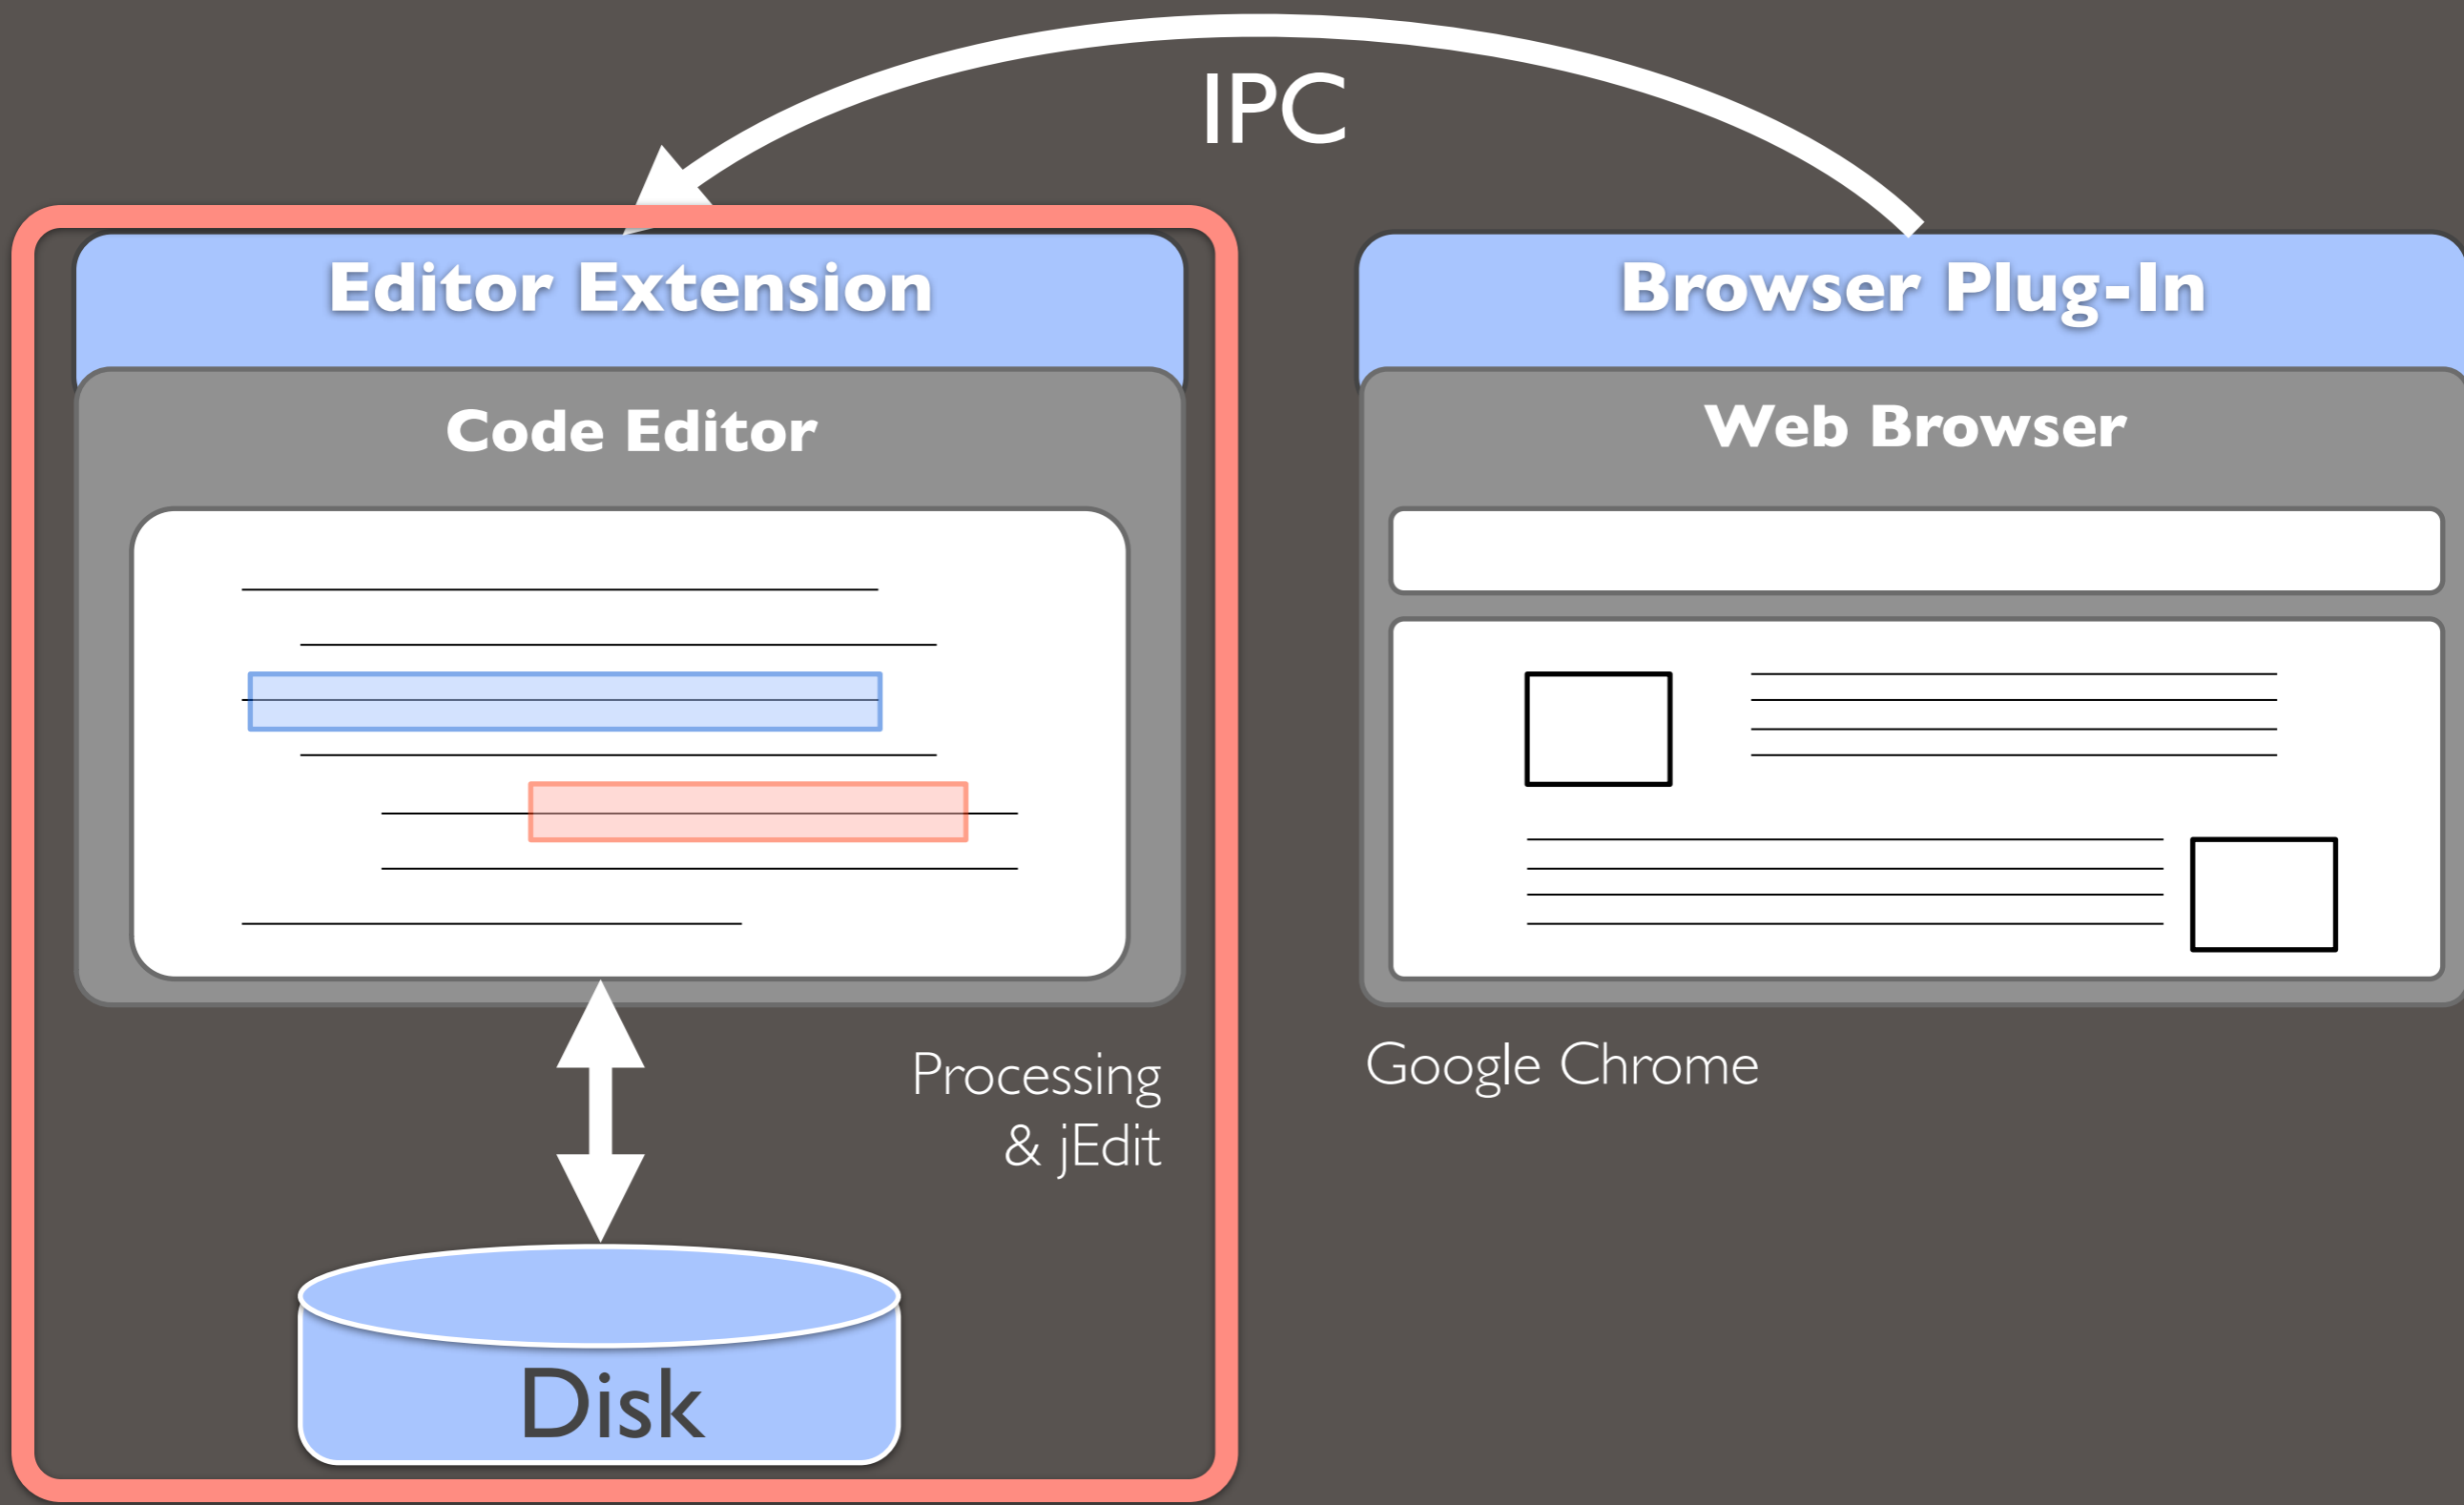 IPC
Editor Extension
Browser Plug-In
Code Editor
Web Browser
Processing
& jEdit
Google Chrome
Disk